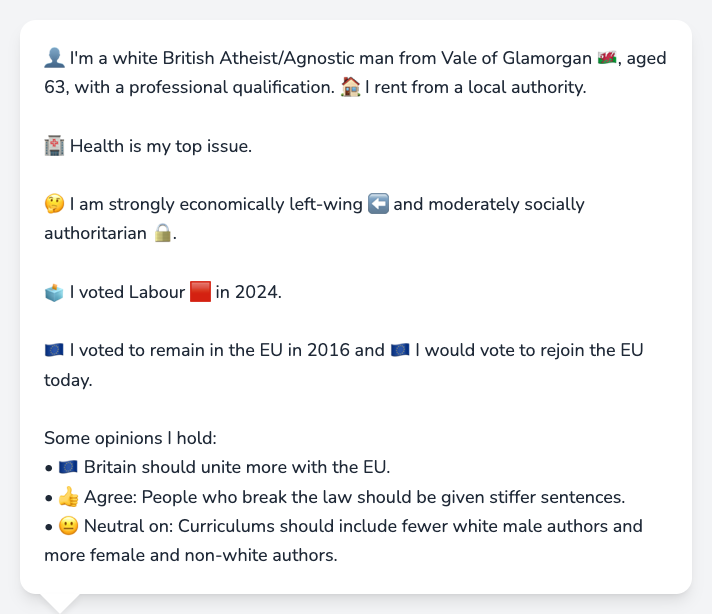 👤 I'm a white British Atheist/Agnostic man from Vale of Glamorgan 🏴󠁧󠁢󠁷󠁬󠁳󠁿, aged
63, with a professional qualification. 🏠 I rent from a local authority.
🏥 Health is my top issue.
🤔 I am strongly economically left-wing ⬅️ and moderately socially
authoritarian 🔒.
🗳️ I voted Labour 🟥 in 2024.
🇪🇺 I voted to remain in the EU in 2016 and 🇪🇺 I would vote to rejoin the EU
today.
Some opinions I hold:
• 🇪🇺 Britain should unite more with the EU.
• 👍 Agree: People who break the law should be given stiffer sentences.
• 😐 Neutral on: Curriculums should include fewer white male authors and
more female and non-white authors.